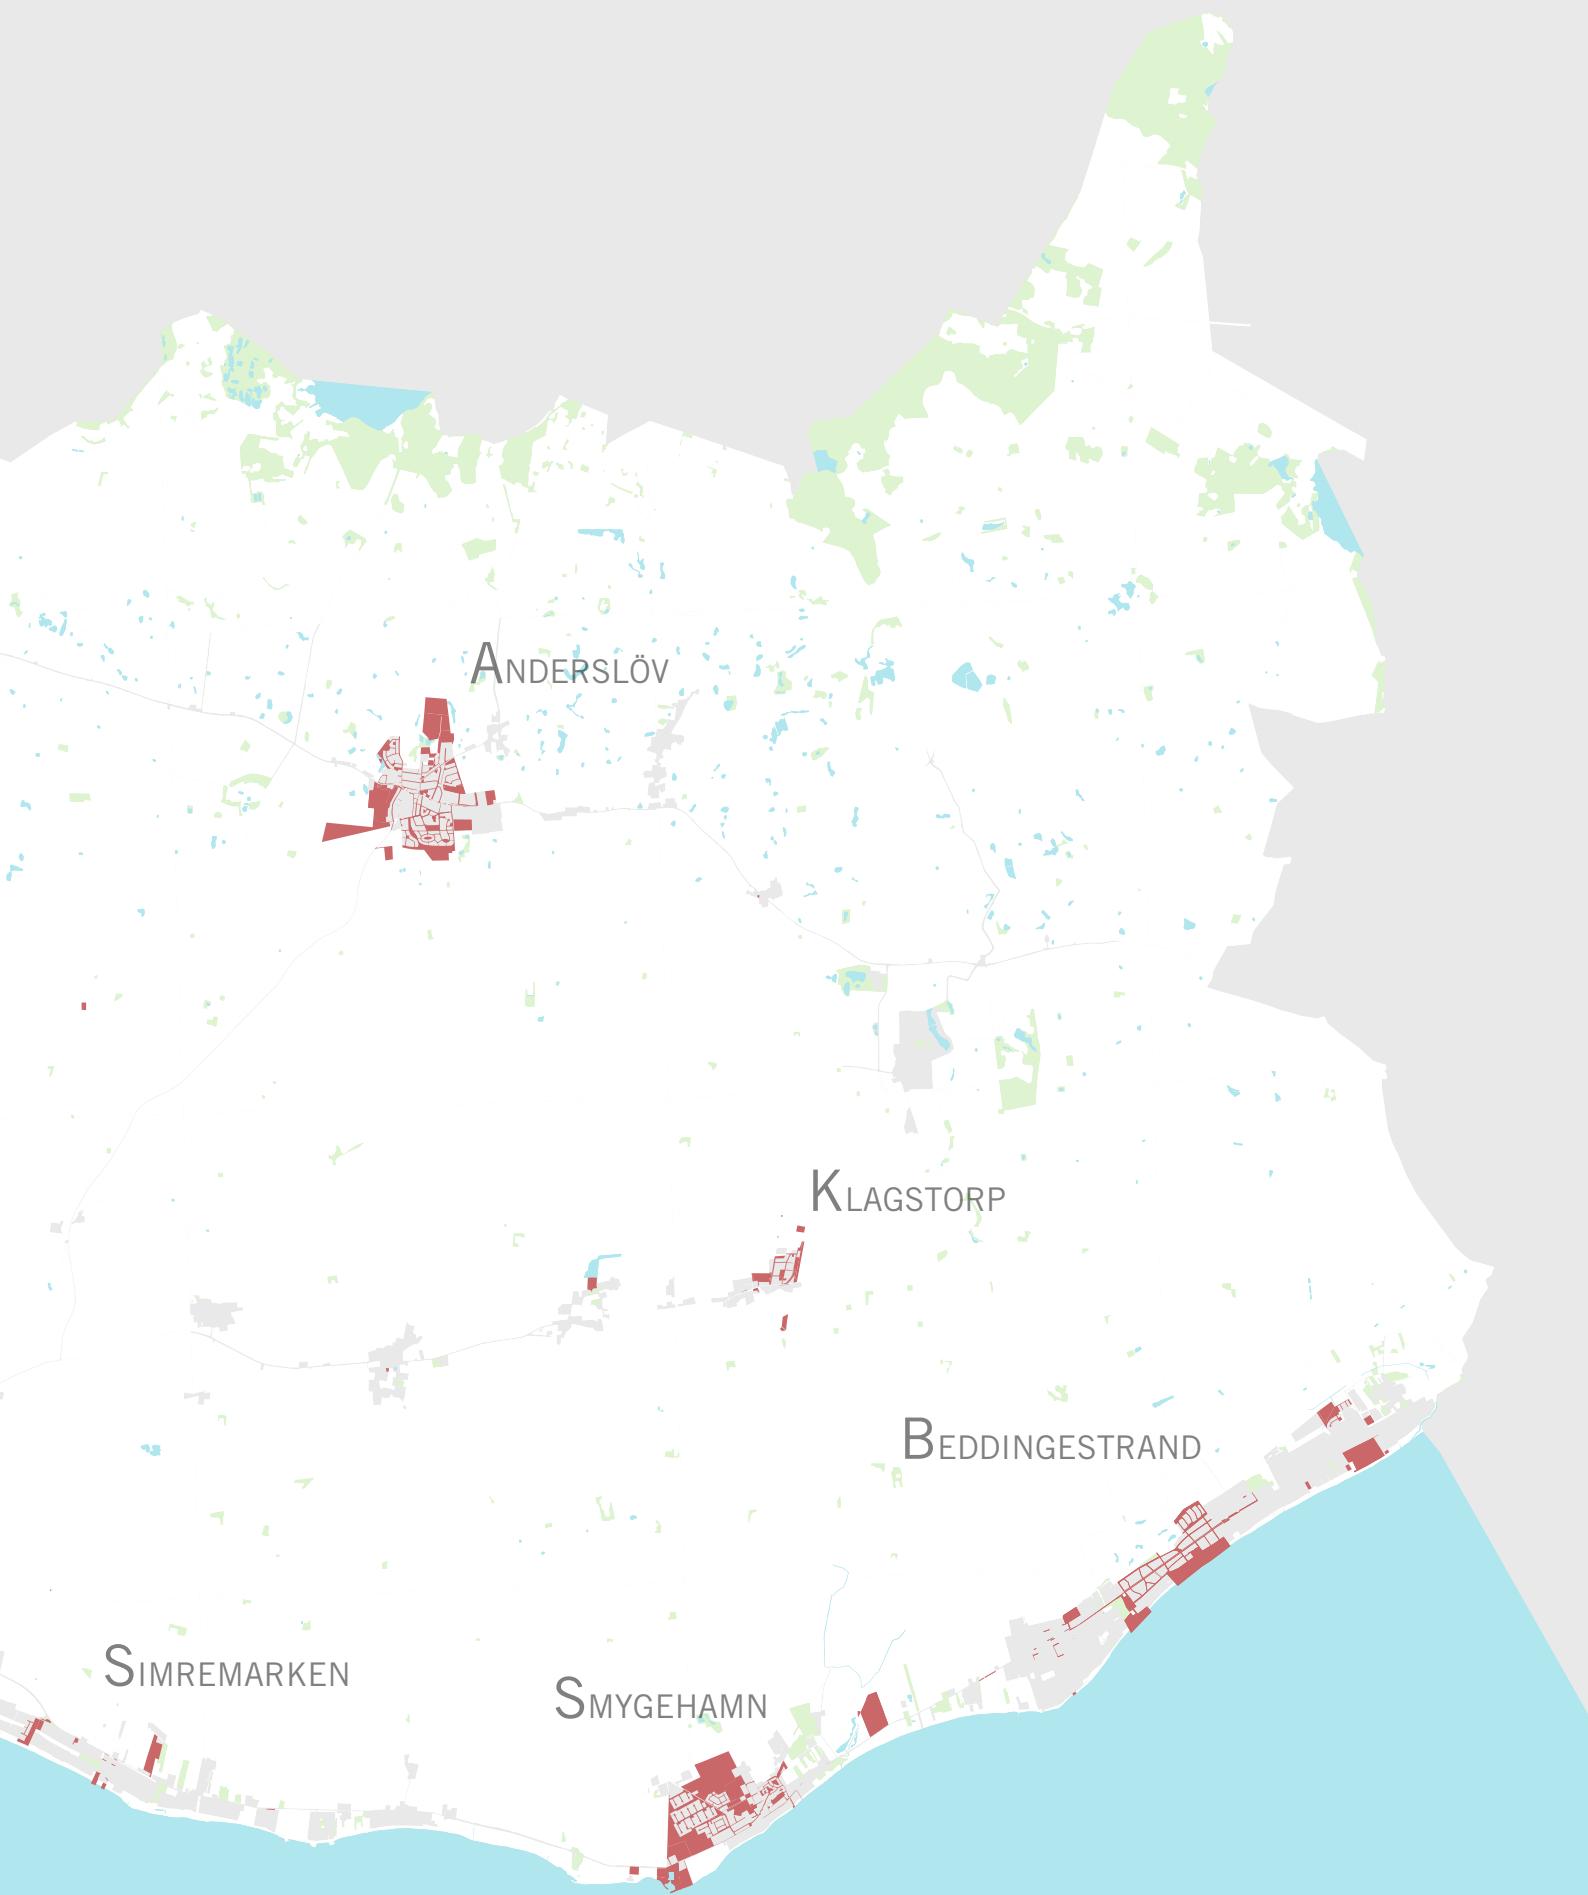 ANDERSLÖV
KLAGSTORP
BEDDINGESTRAND
SIMREMARKEN
SMYGEHAMN